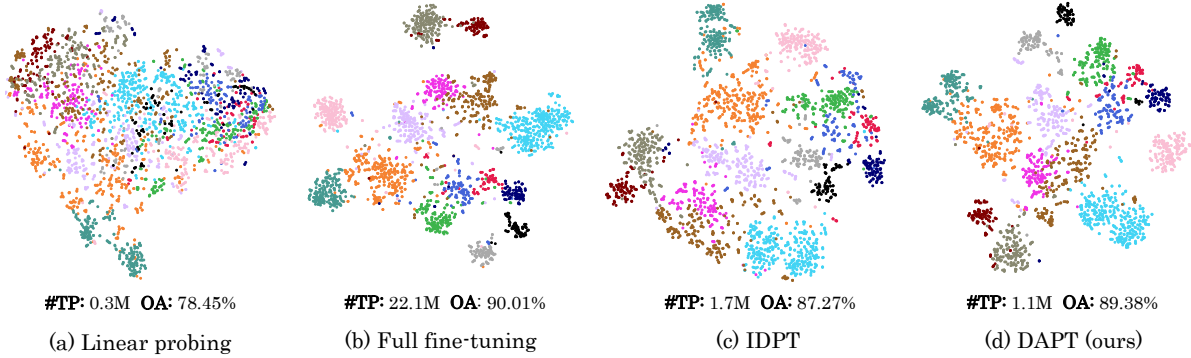 #TP: 0.3M OA: 78.45%
#TP: 22.1M OA: 90.01%
#TP: 1.7M OA: 87.27%
#TP: 1.1M OA: 89.38%
(a) Linear probing
(b) Full fine-tuning
(c) IDPT
(d) DAPT (ours)